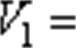 V₁ =